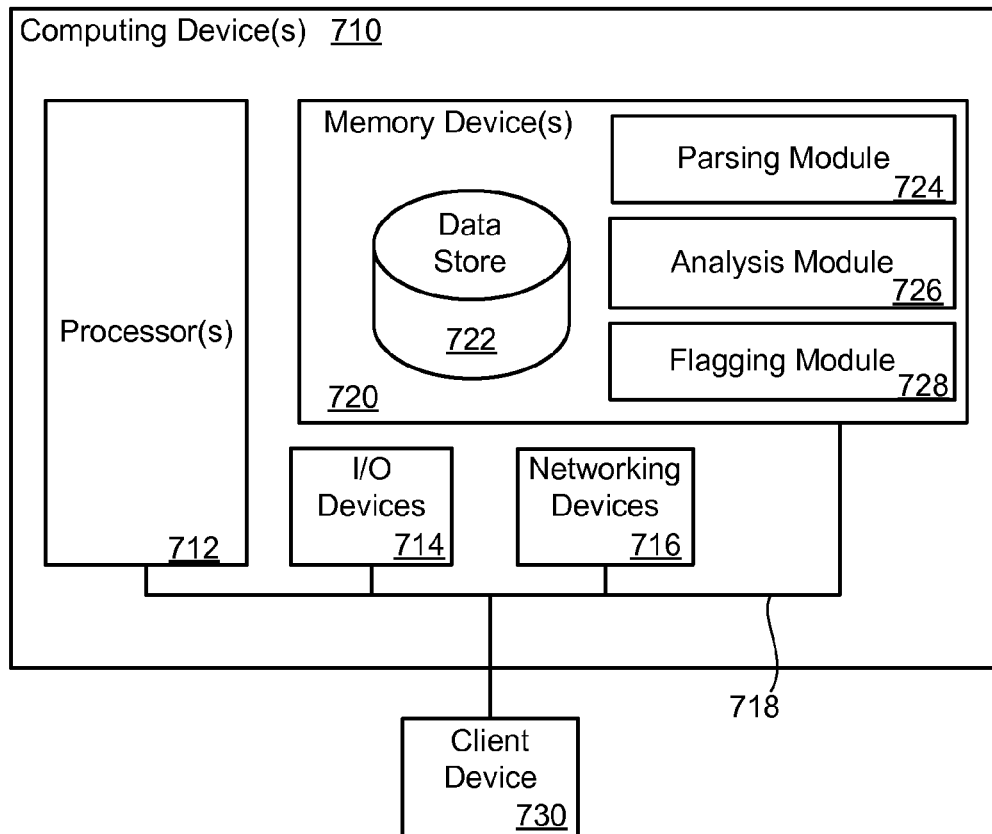 Computing Device(s) 710
Processor(s)
712
Memory Device(s)
Data
Store
722
720
Parsing Module
724
Analysis Module
726
Flagging Module
728
I/O
Devices
714
Networking
Devices
716
718
Client
Device
730